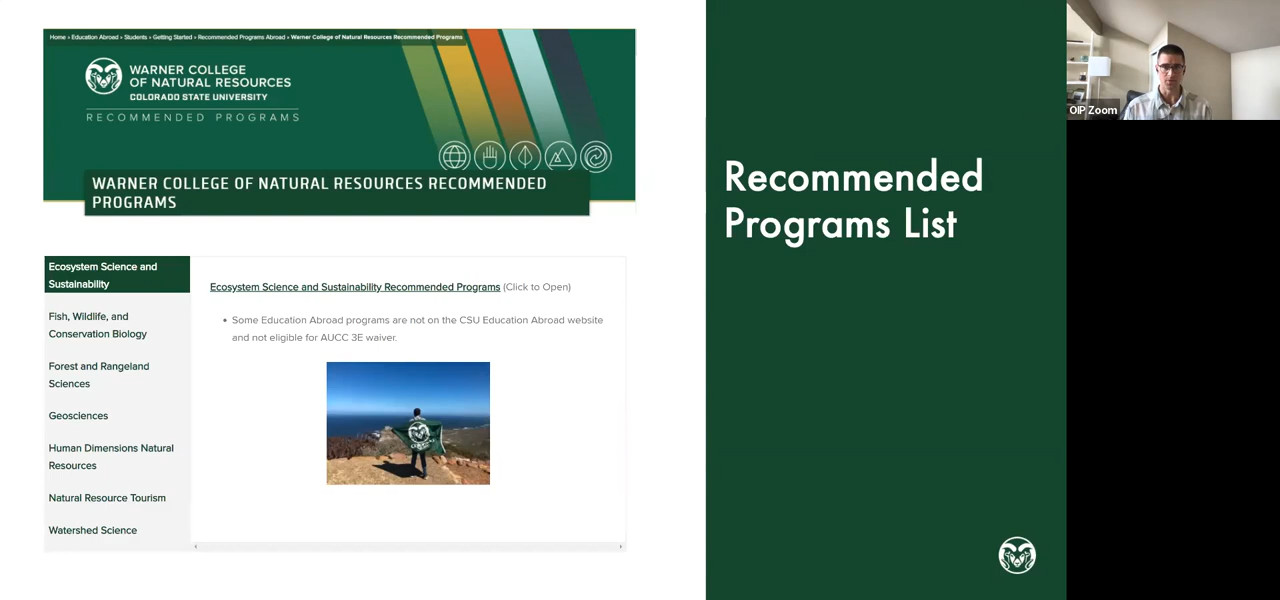 Home » Education Abroad » Students » Getting Started » Recommended Programs Abroad » Warner College of Natural Resources Recommended Programs
WARNER COLLEGE
OF NATURAL RESOURCES
COLORADO STATE UNIVERSITY
RECOMMENDED PROGRAMS
WARNER COLLEGE OF NATURAL RESOURCES RECOMMENDED
PROGRAMS
Ecosystem Science and
Sustainability
Fish, Wildlife, and
Conservation Biology
Forest and Rangeland
Sciences
Geosciences
Human Dimensions Natural
Resources
Natural Resource Tourism
Watershed Science
Ecosystem Science and Sustainability Recommended Programs (Click to Open)
• Some Education Abroad programs are not on the CSU Education Abroad website
and not eligible for AUCC 3E waiver.
Recommended
Programs List
OIP Zoom